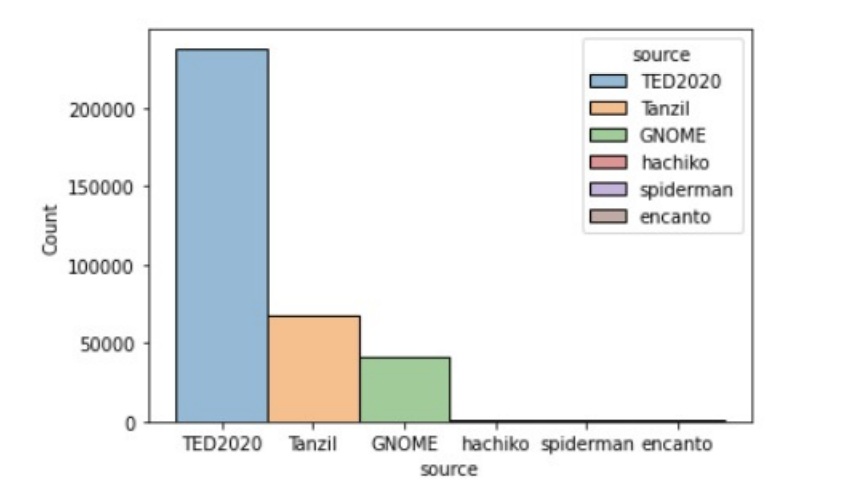 source
TED2020
Tanzil
GNOME
hachiko
spiderman
encanto
200000
150000
100000
50000
0
Count
TED2020 Tanzil GNOME hachiko spiderman encanto
source